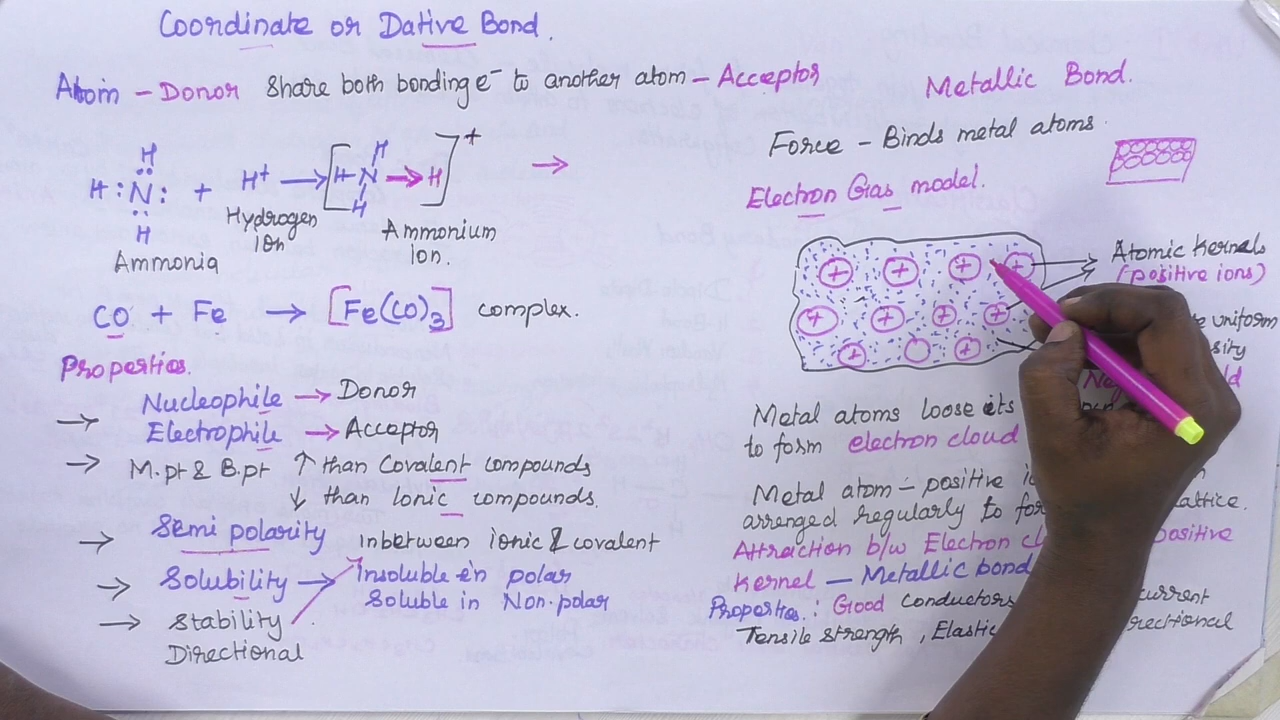 Coordinate or Dative Bond.
Atom - Donor Share both bonding e⁻ to another atom - Acceptor
H
H : N : + H⁺ → [H N → H]⁺ →
H
H
H
Hydrogen Ion
Ammonia
Ammonium Ion.
CO + Fe → [Fe(CO)₃] complex.
Properties.
→ Nucleophile → Donor
Electrophile → Acceptor
→ M.pt & B.pt ↑ than Covalent compounds
↓ than Ionic compounds.
→ Semi polarity Inbetween ionic & covalent
→ Solubility → Insoluble in polar
Soluble in Non-polar
→ Stability
Directional
Metallic Bond.
Force - Binds metal atoms.
Electron Gas model.
+ + + +
+ + + +
+ +
Atomic Kernels
(positive ions)
uniform
Metal atoms loose its
to form electron cloud
Metal atom - positive
arranged regularly to lattice.
Attraction b/w Electron positive
Kernel - Metallic bond
Properties : Good conductors current
Tensile strength,